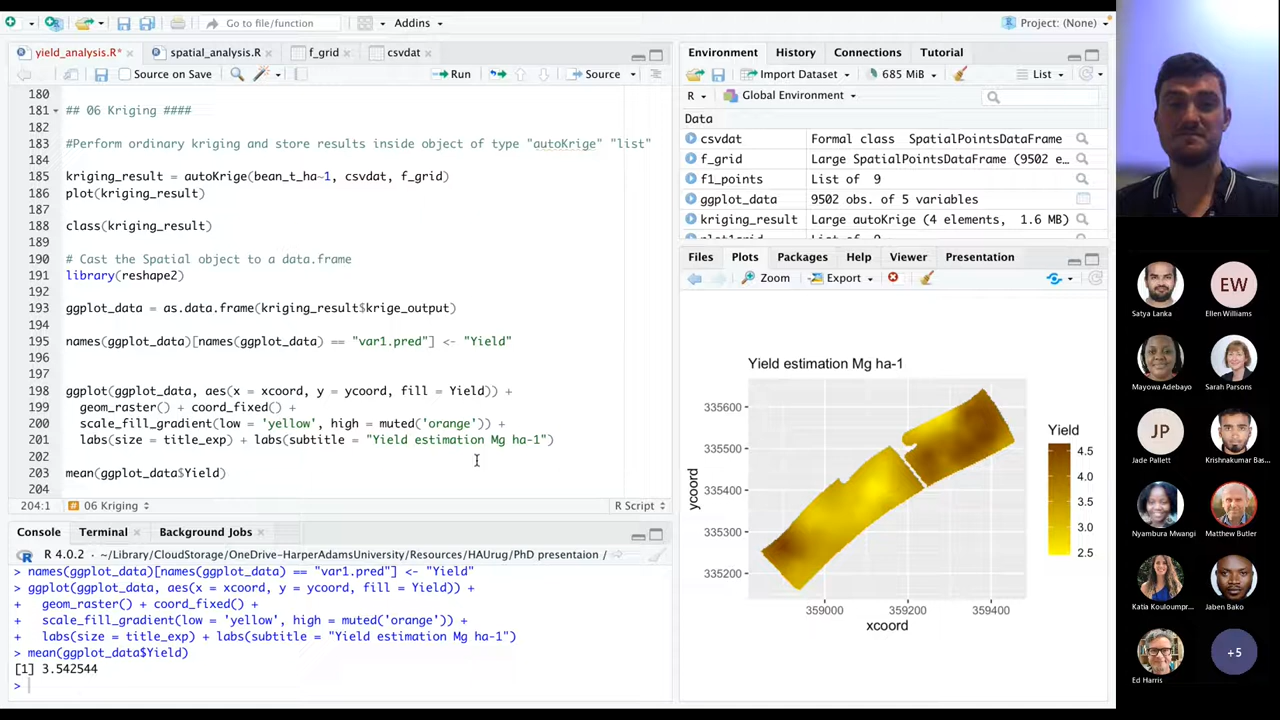 Go to file/function
Addins
Project: (None)
yield_analysis.R*
spatial_analysis.R
f_grid
csvdat
Source on Save
Run
Source
180
181 ## 06 Kriging ####
182
183 #Perform ordinary kriging and store results inside object of type "autoKrige" "list"
184
185 kriging_result = autoKrige(bean_t_ha~1, csvdat, f_grid)
186 plot(kriging_result)
187
188 class(kriging_result)
189
190 # Cast the Spatial object to a data.frame
191 library(reshape2)
192
193 ggplot_data = as.data.frame(kriging_result$krige_output)
194
195 names(ggplot_data)[names(ggplot_data) == "var1.pred"] <- "Yield"
196
197
198 ggplot(ggplot_data, aes(x = xcoord, y = ycoord, fill = Yield)) +
199 geom_raster() + coord_fixed() +
200 scale_fill_gradient(low = 'yellow', high = muted('orange')) +
201 labs(size = title_exp) + labs(subtitle = "Yield estimation Mg ha-1")
202
203 mean(ggplot_data$Yield)
204
204:1
06 Kriging
R Script
Console
Terminal
Background Jobs
R 4.0.2 · ~/Library/CloudStorage/OneDrive-HarperAdamsUniversity/Resources/HAUrug/PhD presentaion /
> names(ggplot_data)[names(ggplot_data) == "var1.pred"] <- "Yield"
> ggplot(ggplot_data, aes(x = xcoord, y = ycoord, fill = Yield)) +
+ geom_raster() + coord_fixed() +
+ scale_fill_gradient(low = 'yellow', high = muted('orange')) +
+ labs(size = title_exp) + labs(subtitle = "Yield estimation Mg ha-1")
> mean(ggplot_data$Yield)
[1] 3.542544
>
Environment
History
Connections
Tutorial
Import Dataset
685 MiB
List
R
Global Environment
Data
csvdat Formal class SpatialPointsDataFrame
f_grid Large SpatialPointsDataFrame (9502 e…
f1_points List of 9
ggplot_data 9502 obs. of 5 variables
kriging_result Large autoKrige (4 elements, 1.6 MB)
Files
Plots
Packages
Help
Viewer
Presentation
Zoom
Export
Yield estimation Mg ha-1
335600
335500
335400
335300
335200
ycoord
359000
359200
359400
xcoord
Yield
4.5
4.0
3.5
3.0
2.5
Satya Lanka
EW
Ellen Williams
Mayowa Adebayo
Sarah Parsons
JP
Jade Pallett
Krishnakumar Bas...
Nyambura Mwangi
Matthew Butler
Katia Kouloumpr...
Jaben Bako
Ed Harris
+5